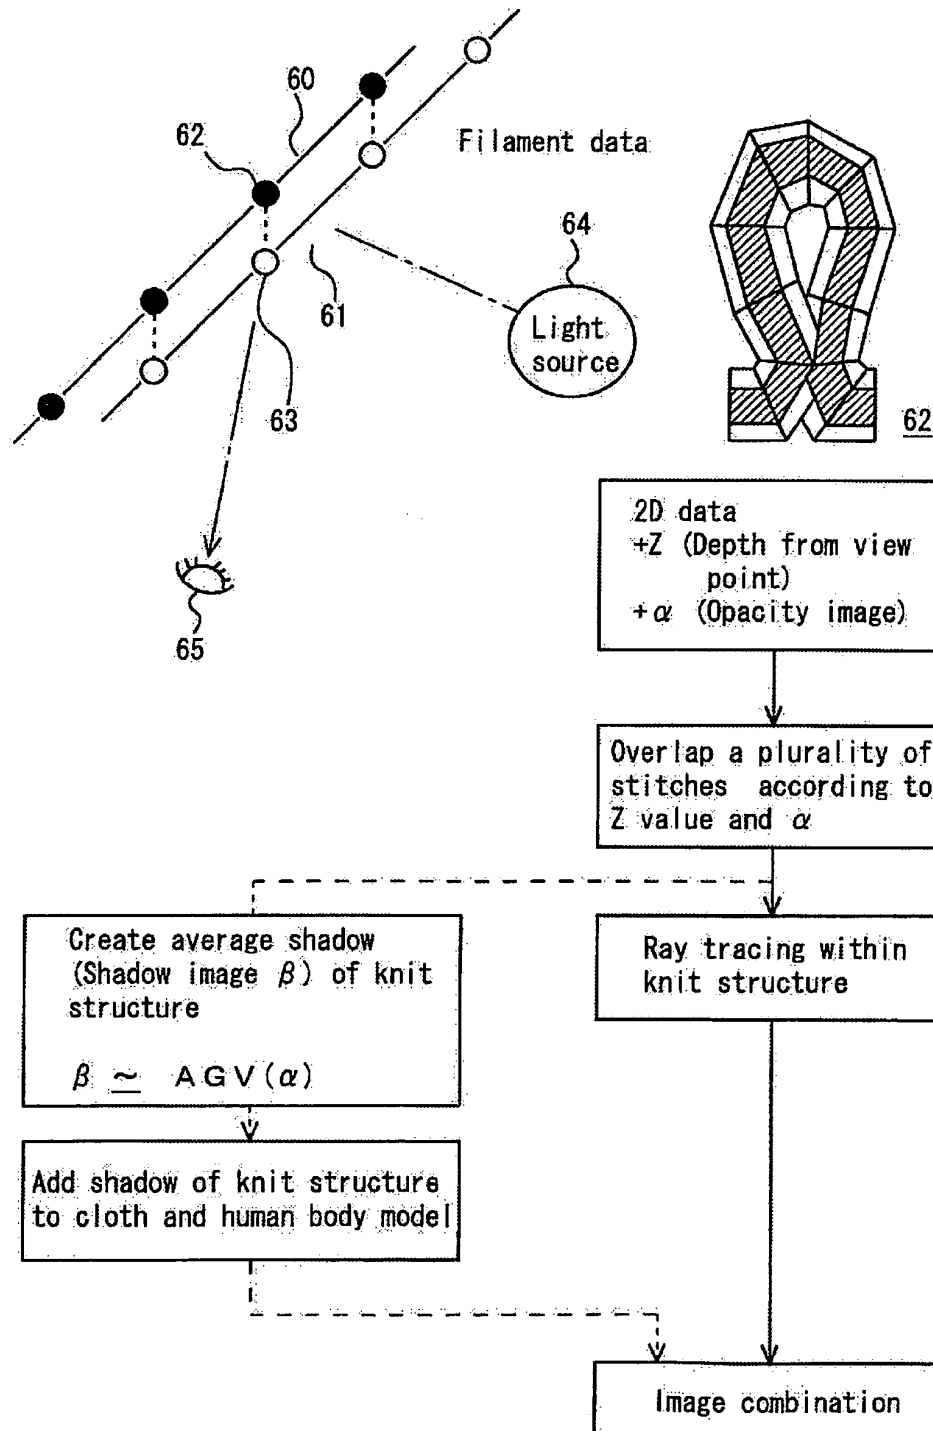 60
62
Filament data
64
61
Light
source
63
62
65
2D data
+Z (Depth from view
point)
+α (Opacity image)
Overlap a plurality of
stitches according to
Z value and α
Create average shadow
(Shadow image β) of knit
structure
β ≃ AGV(α)
Ray tracing within
knit structure
Add shadow of knit structure
to cloth and human body model
Image combination